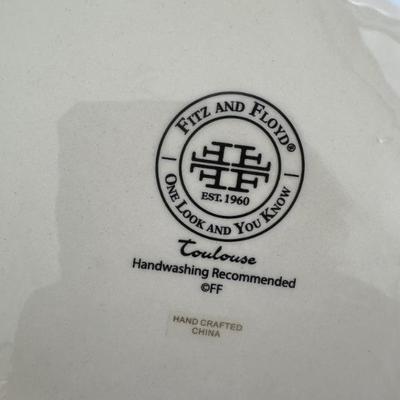 FITZ AND FLOYD®
EST. 1960
ONE LOOK AND YOU KNOW
Toulouse
Handwashing Recommended
©FF
HAND CRAFTED
CHINA